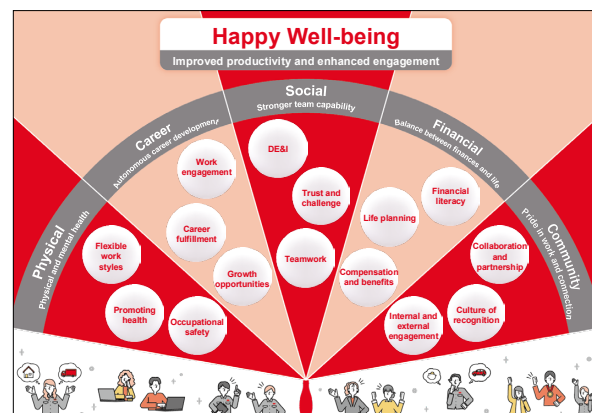 Happy Well-being
Improved productivity and enhanced engagement
Physical
Physical and mental health
Flexible
work
styles
Promoting
health
Occupational
safety
Career
Autonomous career development
Work
engagement
Career
fulfillment
Growth
opportunities
Social
Stronger team capability
DE&I
Trust and
challenge
Teamwork
Financial
Balance between finances and life
Financial
literacy
Life planning
Compensation
and benefits
Community
Pride in work and connection
Collaboration
and
partnership
Culture of
recognition
Internal and
external
engagement